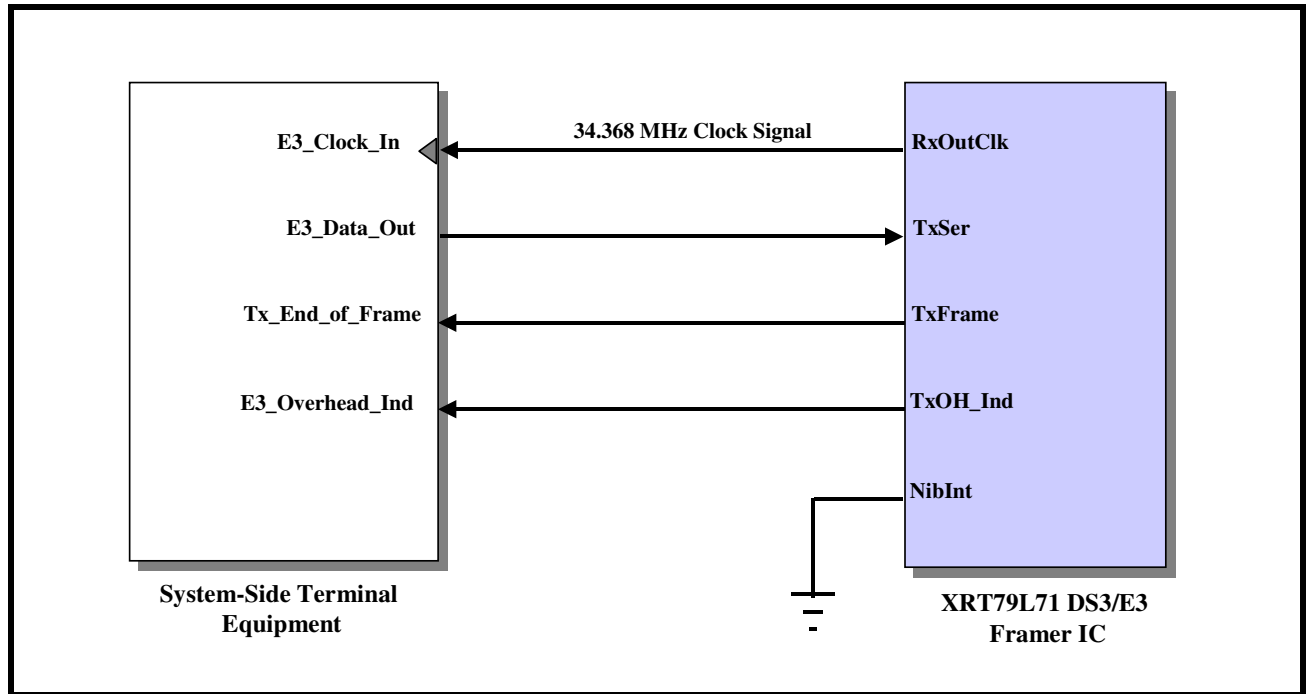 34.368 MHz Clock Signal
E3_Clock_In
RxOutClk
E3_Data_Out
TxSer
Tx_End_of_Frame
TxFrame
E3_Overhead_Ind
TxOH_Ind
NibInt
System-Side Terminal
Equipment
XRT79L71 DS3/E3
Framer IC